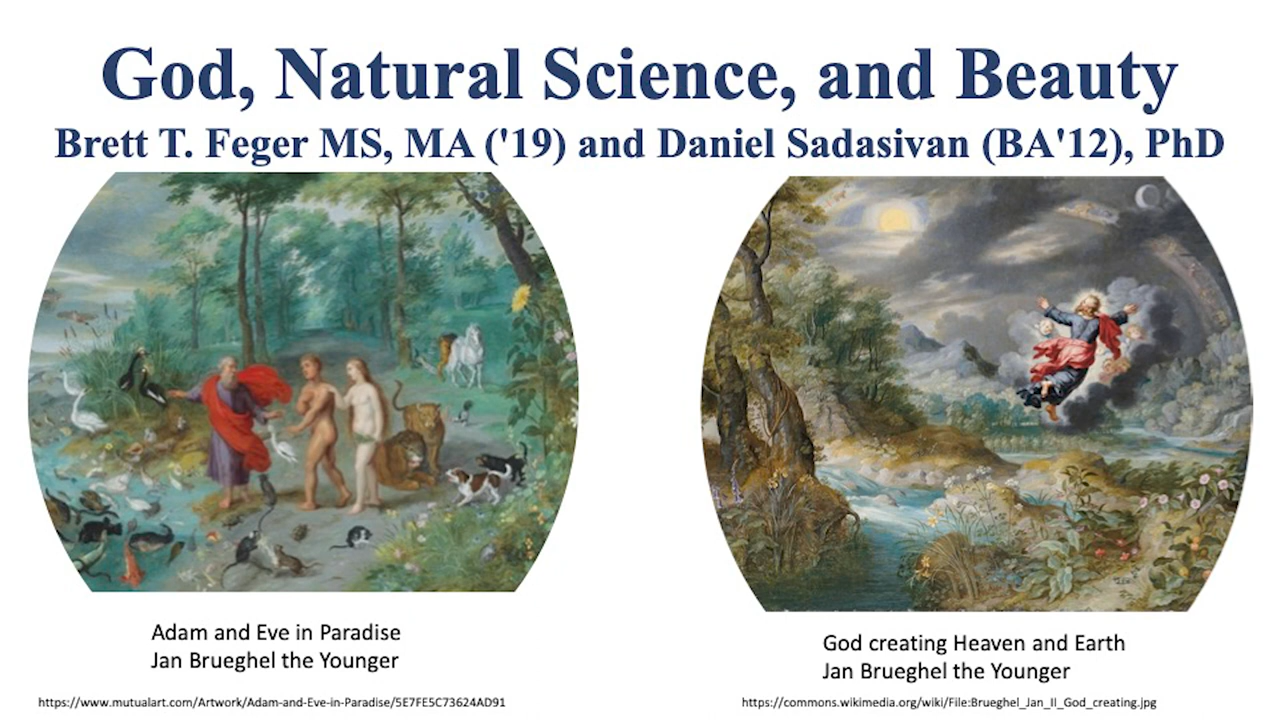 God, Natural Science, and Beauty
Brett T. Feger MS, MA ('19) and Daniel Sadasivan (BA'12), PhD
Adam and Eve in Paradise
Jan Brueghel the Younger
https://www.mutualart.com/Artwork/Adam-and-Eve-in-Paradise/5E7FE5C73624AD91
God creating Heaven and Earth
Jan Brueghel the Younger
https://commons.wikimedia.org/wiki/File:Brueghel_Jan_II_God_creating.jpg